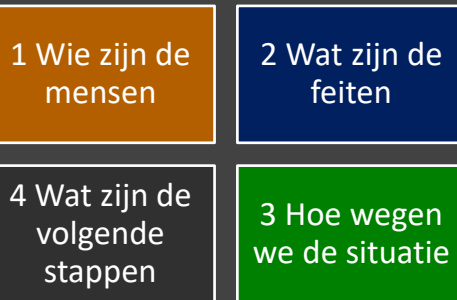 1 Wie zijn de
mensen
2 Wat zijn de
feiten
4 Wat zijn de
volgende
stappen
3 Hoe wegen
we de situatie